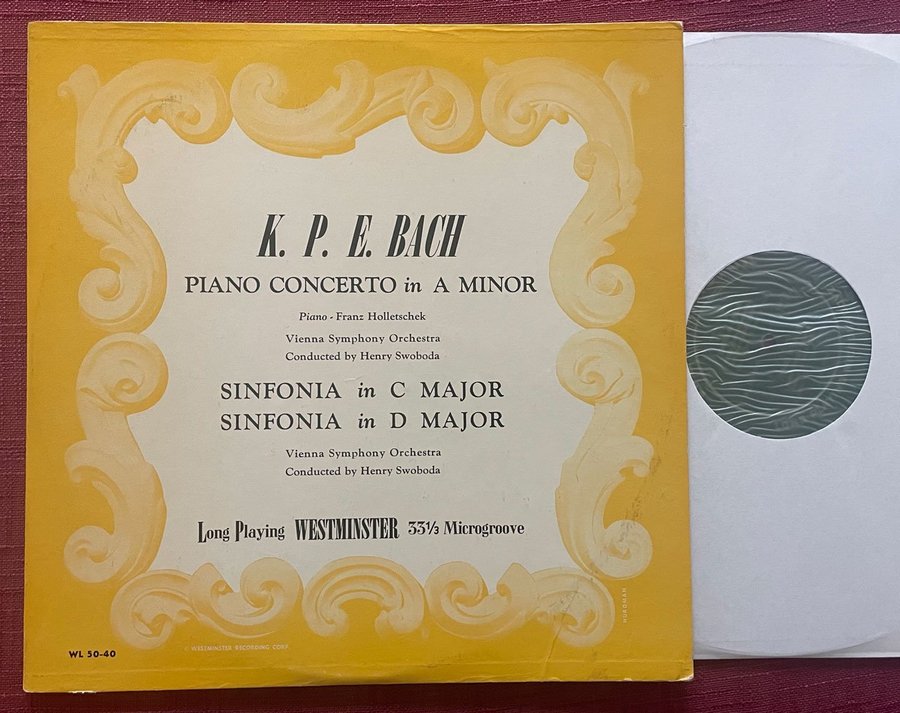 K. P. E. BACH
PIANO CONCERTO in A MINOR
Piano - Franz Holletschek
Vienna Symphony Orchestra
Conducted by Henry Swoboda
SINFONIA in C MAJOR
SINFONIA in D MAJOR
Vienna Symphony Orchestra
Conducted by Henry Swoboda
Long Playing WESTMINSTER 33⅓ Microgroove
WL 50-40
© WESTMINSTER RECORDING CORP.